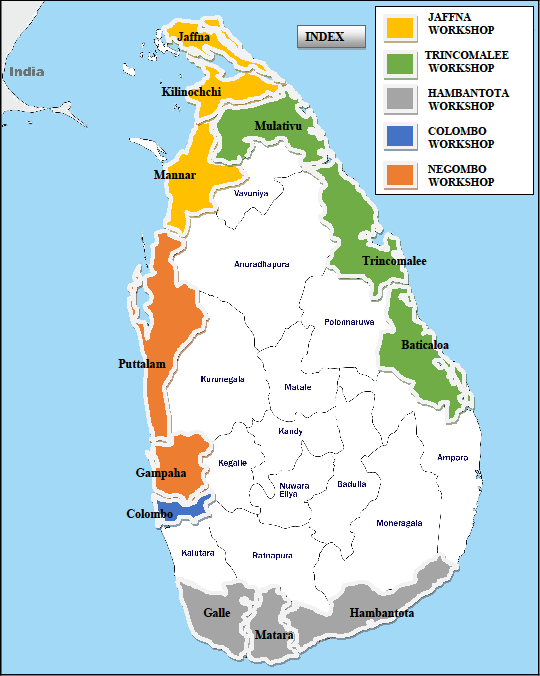 Jaffna
INDEX
JAFFNA
WORKSHOP
TRINCOMALEE
WORKSHOP
HAMBANTOTA
WORKSHOP
COLOMBO
WORKSHOP
NEGOMBO
WORKSHOP
India
Kilinochchi
Mulativu
Mannar
Vavuniya
Anuradhapura
Trincomalee
Polonnaruwa
Baticaloa
Puttalam
Kurunegala
Matale
Kandy
Kegalle
Ampara
Gampaha
Nuwara
Eliya
Badulla
Colombo
Moneragala
Kalutara
Ratnapura
Galle
Matara
Hambantota